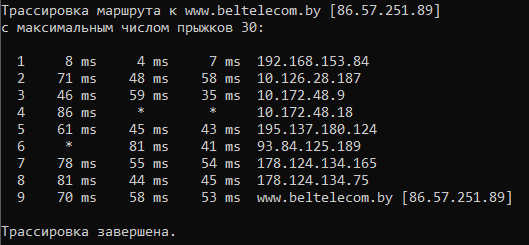 Трассировка маршрута к www.beltelecom.by [86.57.251.89]
с максимальным числом прыжков 30:
1 8 ms 4 ms 7 ms 192.168.153.84
2 71 ms 48 ms 58 ms 10.126.28.187
3 46 ms 59 ms 35 ms 10.172.48.9
4 86 ms * * 10.172.48.18
5 61 ms 45 ms 43 ms 195.137.180.124
6 * 81 ms 41 ms 93.84.125.189
7 78 ms 55 ms 54 ms 178.124.134.165
8 81 ms 44 ms 45 ms 178.124.134.75
9 70 ms 58 ms 53 ms www.beltelecom.by [86.57.251.89]
Трассировка завершена.